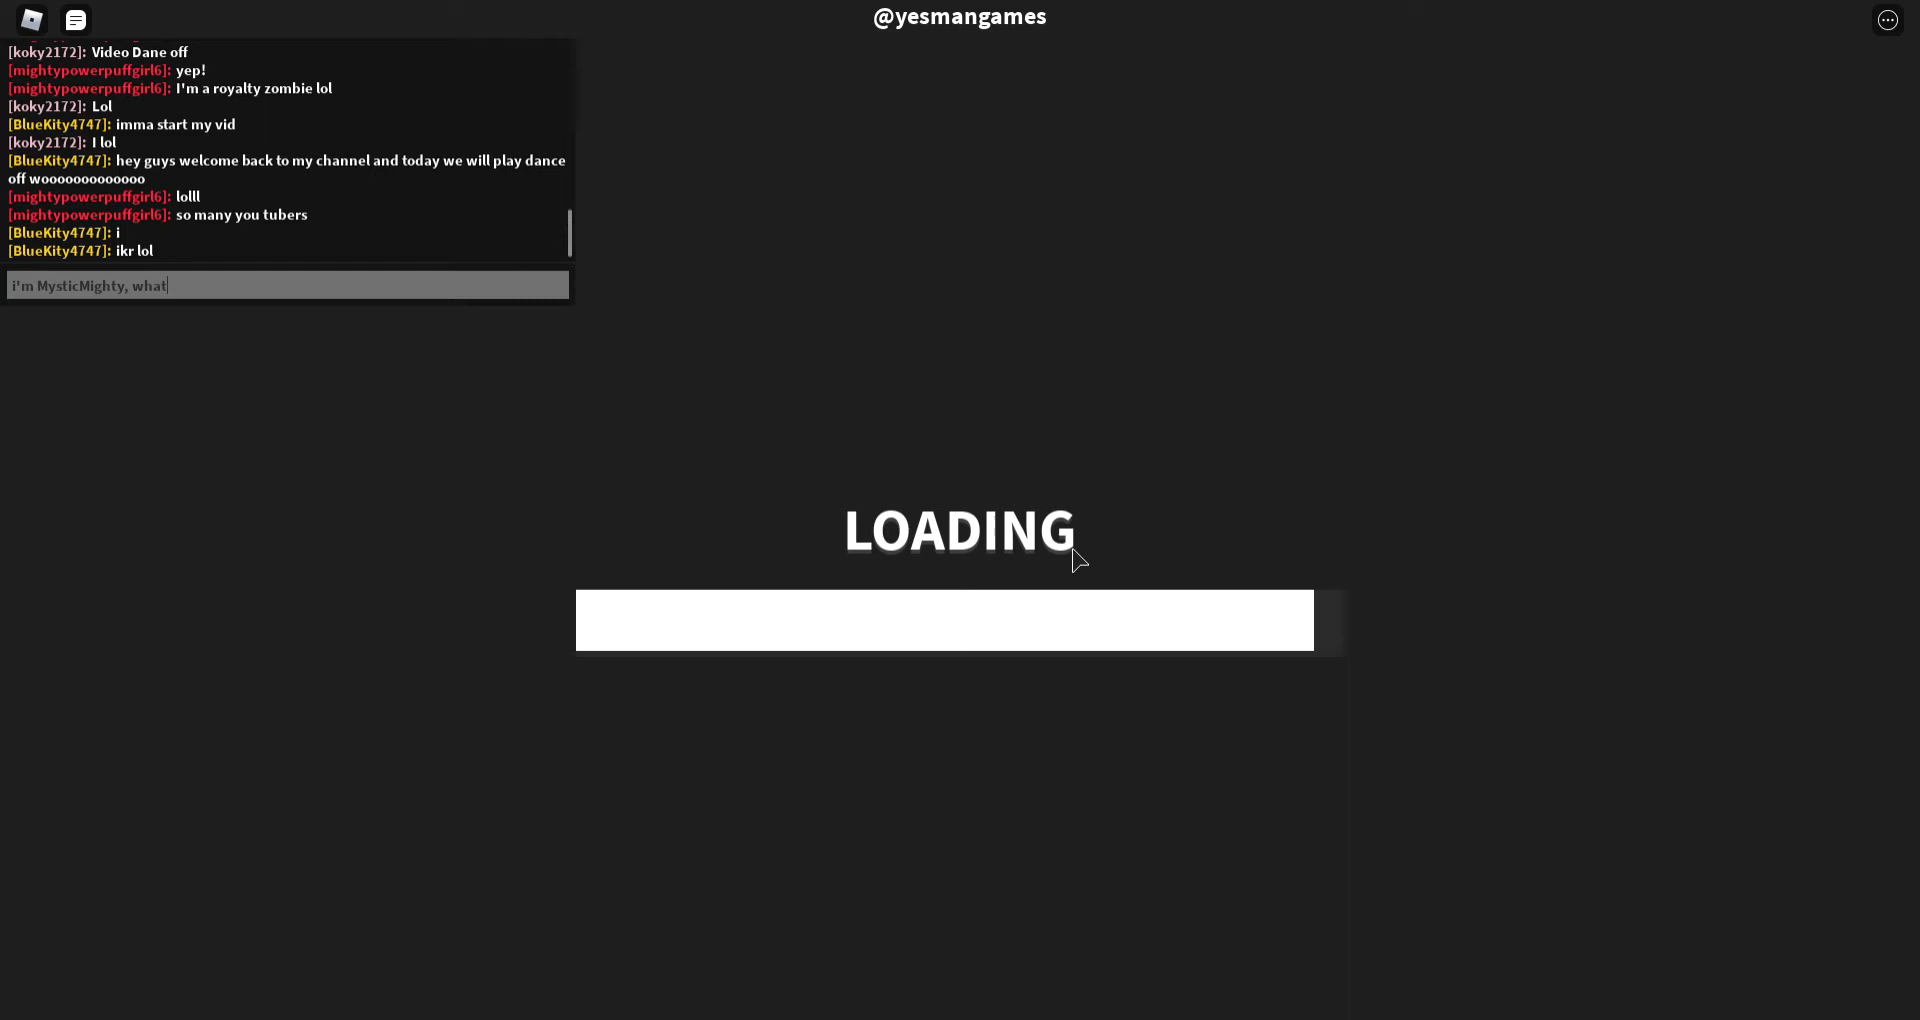 @yesmangames
[koky2172]: Video Dane off
[mightypowerpuffgirl6]: yep!
[mightypowerpuffgirl6]: I'm a royalty zombie lol
[koky2172]: Lol
[BlueKity4747]: imma start my vid
[koky2172]: I lol
[BlueKity4747]: hey guys welcome back to my channel and today we will play dance
off wooooooooooooo
[mightypowerpuffgirl6]: lolll
[mightypowerpuffgirl6]: so many you tubers
[BlueKity4747]: i
[BlueKity4747]: ikr lol
i'm MysticMighty, what
LOADING